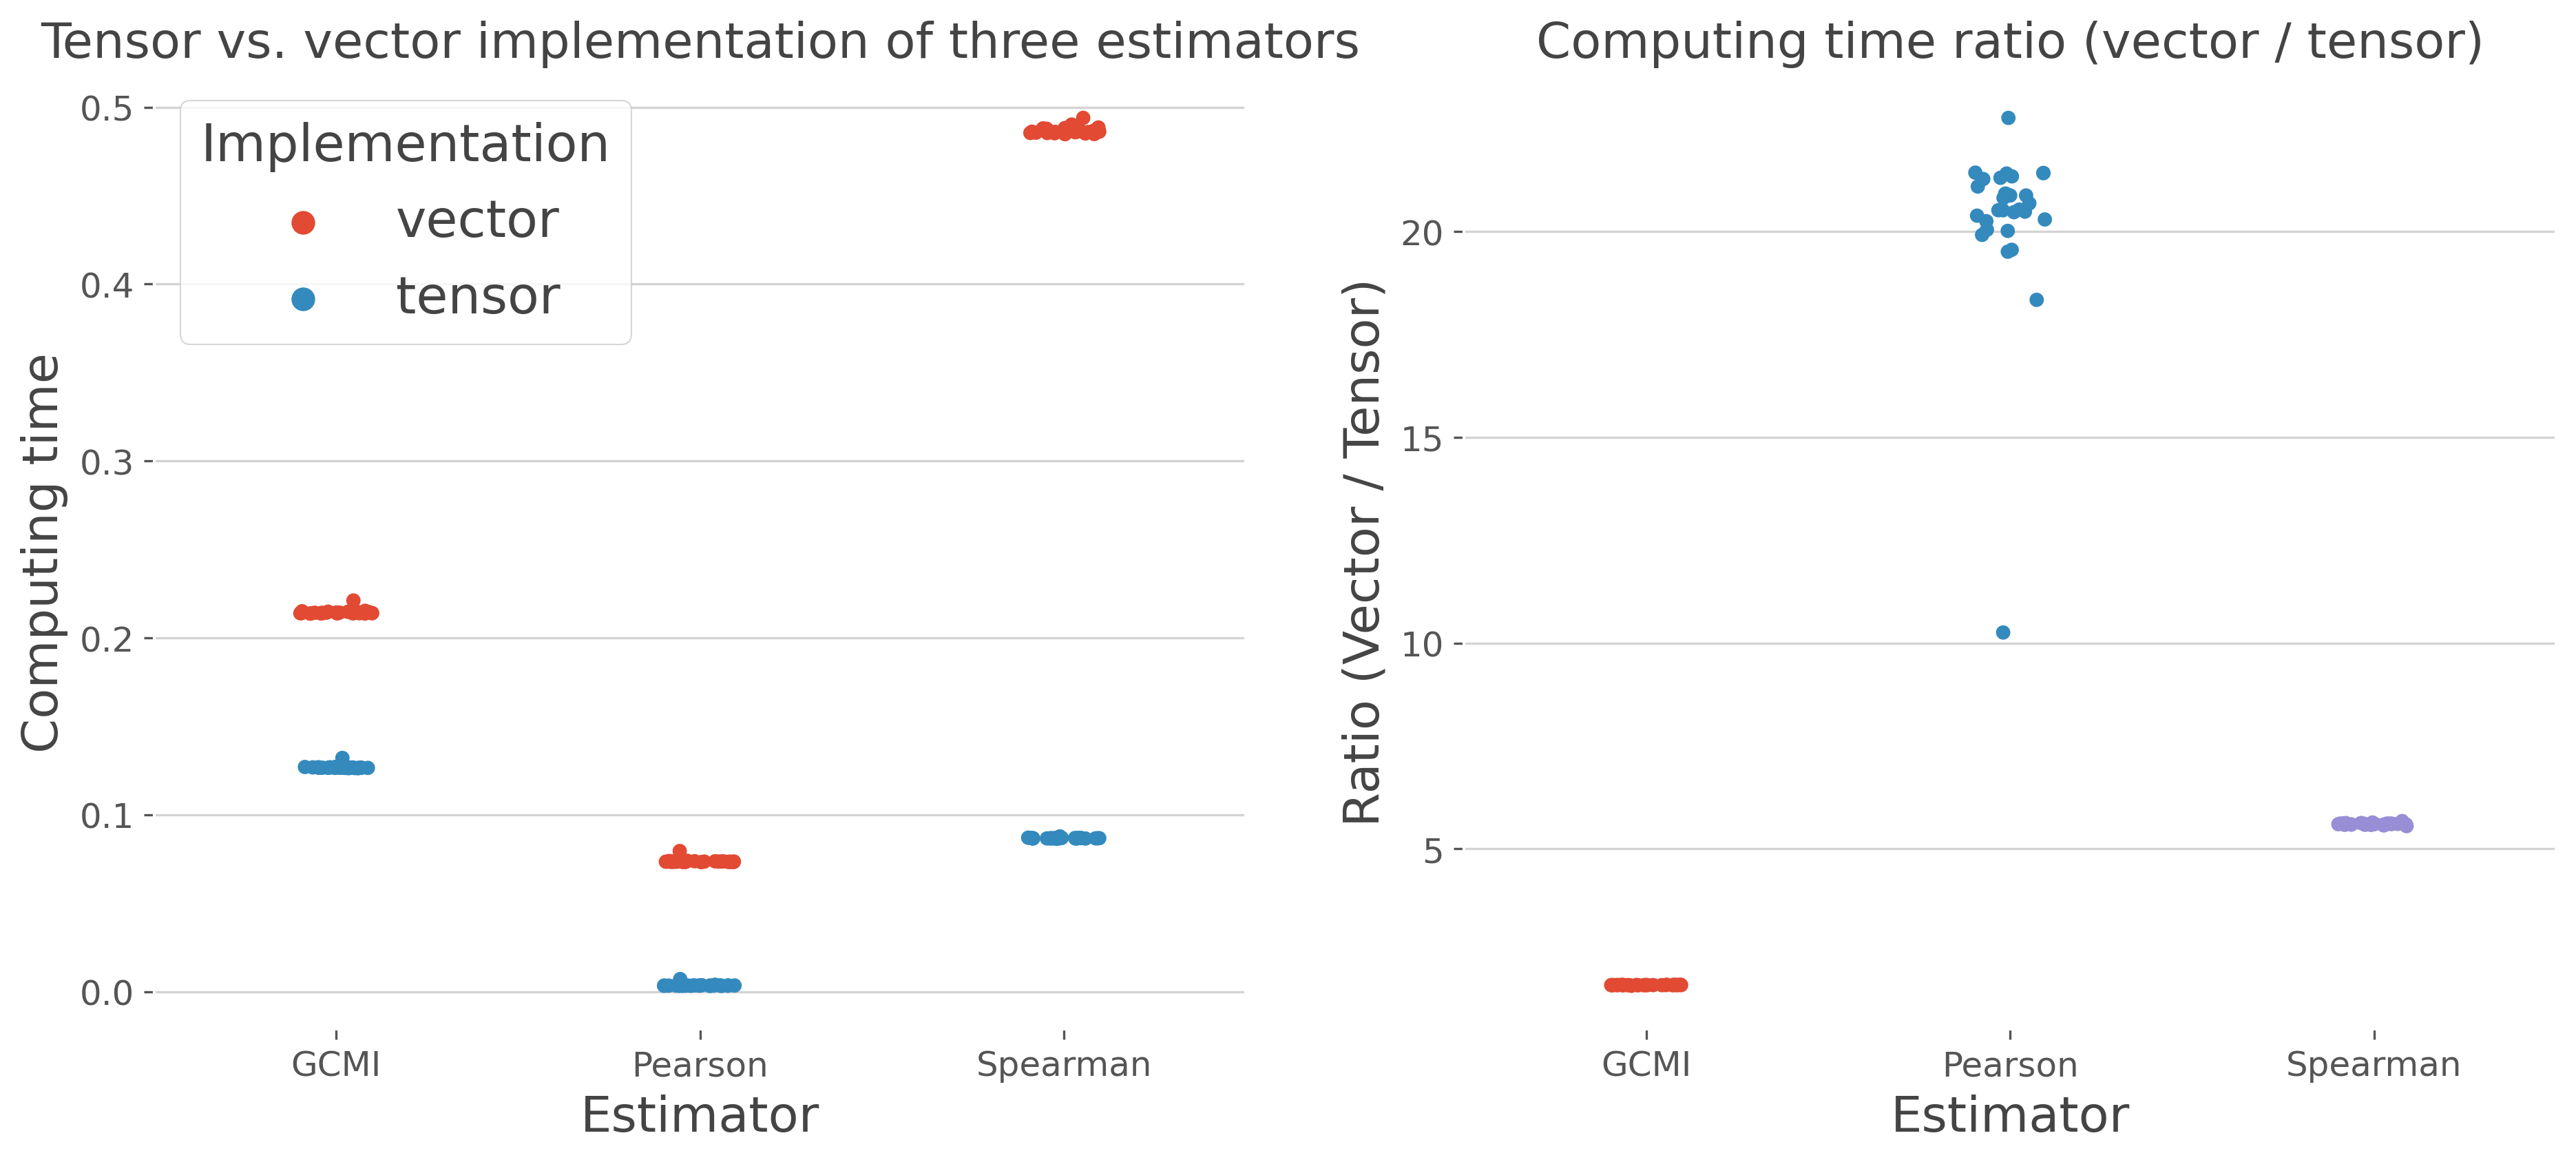 Tensor vs. vector implementation of three estimators
Implementation
vector
tensor
Computing time
0.5
0.4
0.3
0.2
0.1
0.0
GCMI
Pearson
Spearman
Estimator
Computing time ratio (vector / tensor)
Ratio (Vector / Tensor)
20
15
10
5
GCMI
Pearson
Spearman
Estimator